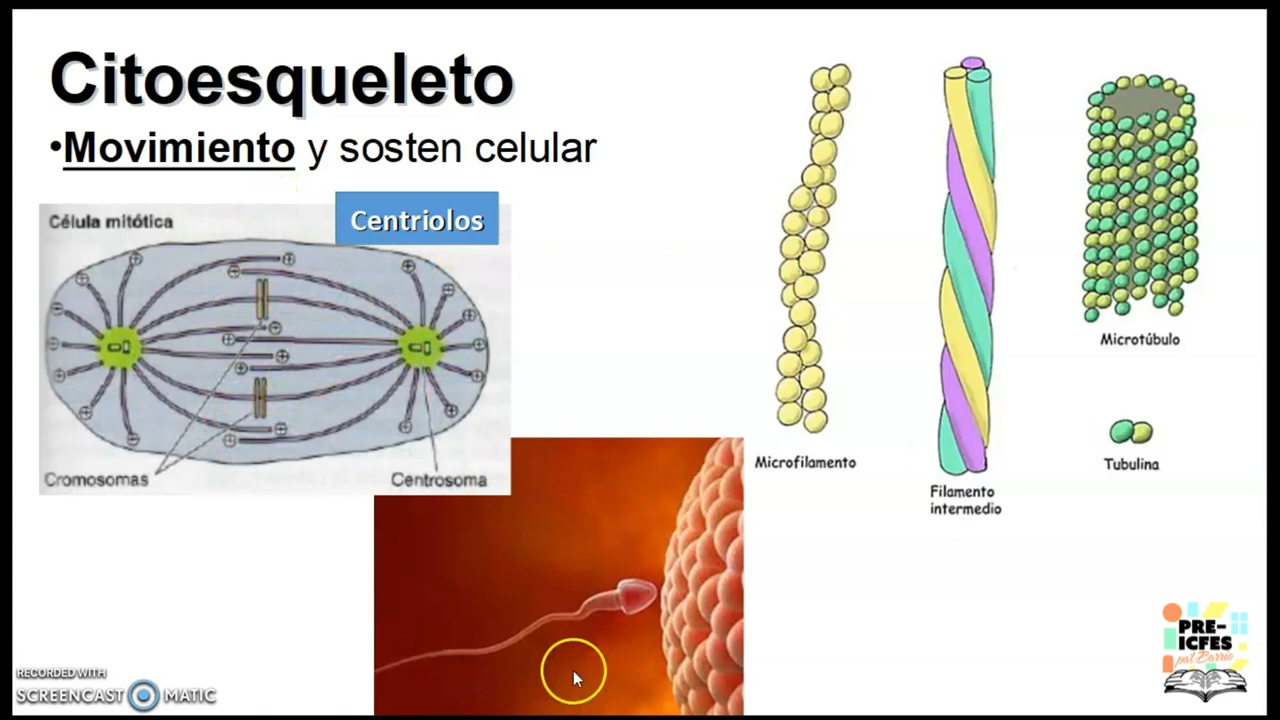 Citoesqueleto
•Movimiento y sosten celular
Célula mitótica
Centriolos
Cromosomas
Centrosoma
Microfilamento
Filamento
intermedio
Microtúbulo
Tubulina
PRE-
ICFES
pal Barrio
RECORDED WITH
SCREENCAST MATIC